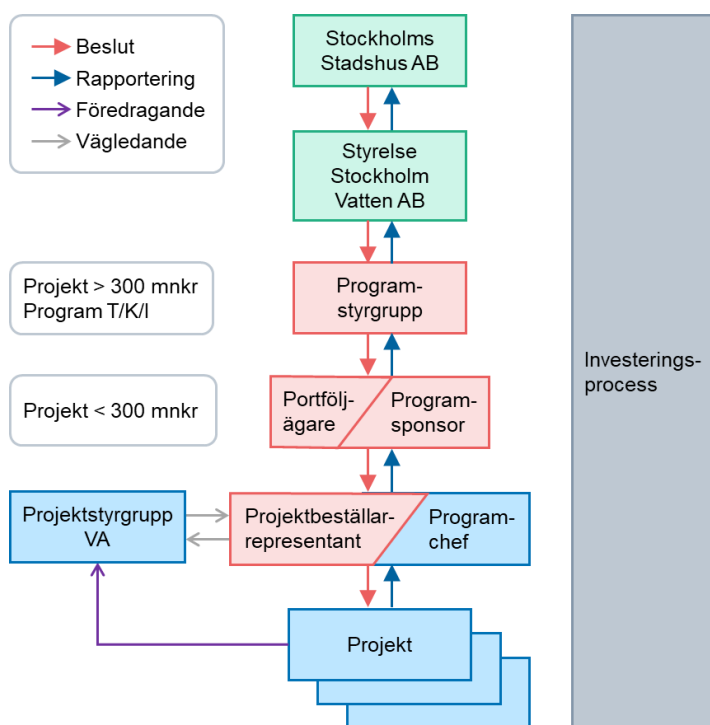 Beslut
Rapportering
Föredragande
Vägledande
Stockholms
Stadshus AB
Styrelse
Stockholm
Vatten AB
Projekt > 300 mnkr
Program T/K/I
Program-
styrgrupp
Investerings-
process
Projekt < 300 mnkr
Portfölj-
ägare
Program-
sponsor
Projektstyrgrupp
VA
Projektbeställar-
representant
Program-
chef
Projekt